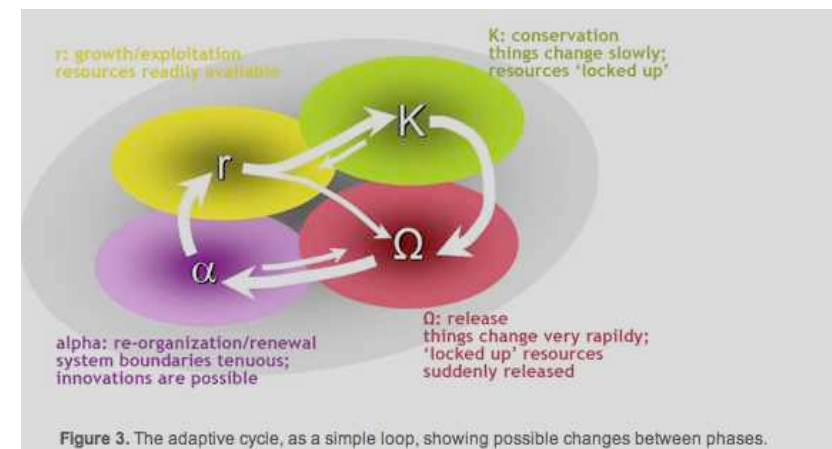 r: growth/exploitation
resources readily available
K: conservation
things change slowly;
resources ‘locked up’
r
K
α
Ω
alpha: re-organization/renewal
system boundaries tenuous;
innovations are possible
Ω: release
things change very rapildy;
‘locked up’ resources
suddenly released
Figure 3. The adaptive cycle, as a simple loop, showing possible changes between phases.